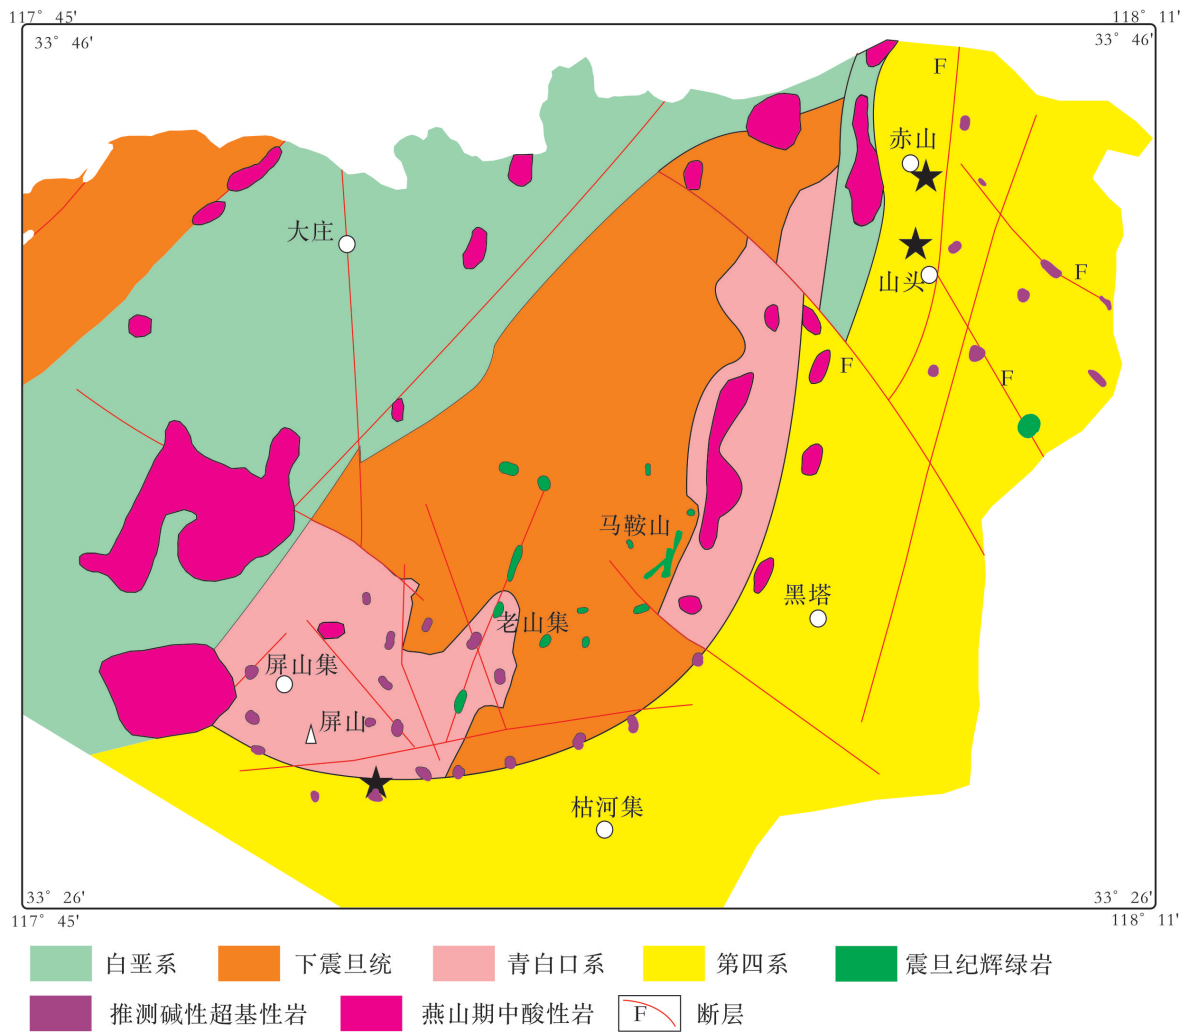 117° 45' 118° 11'
33° 46' 33° 46'
F
赤山
大庄
山头
F
F
F
马鞍山
黑塔
老山集
屏山集
屏山
枯河集
33° 26' 33° 26'
117° 45' 118° 11'
白垩系 下震旦统 青白口系 第四系 震旦纪辉绿岩
推测碱性超基性岩 燕山期中酸性岩 F 断层